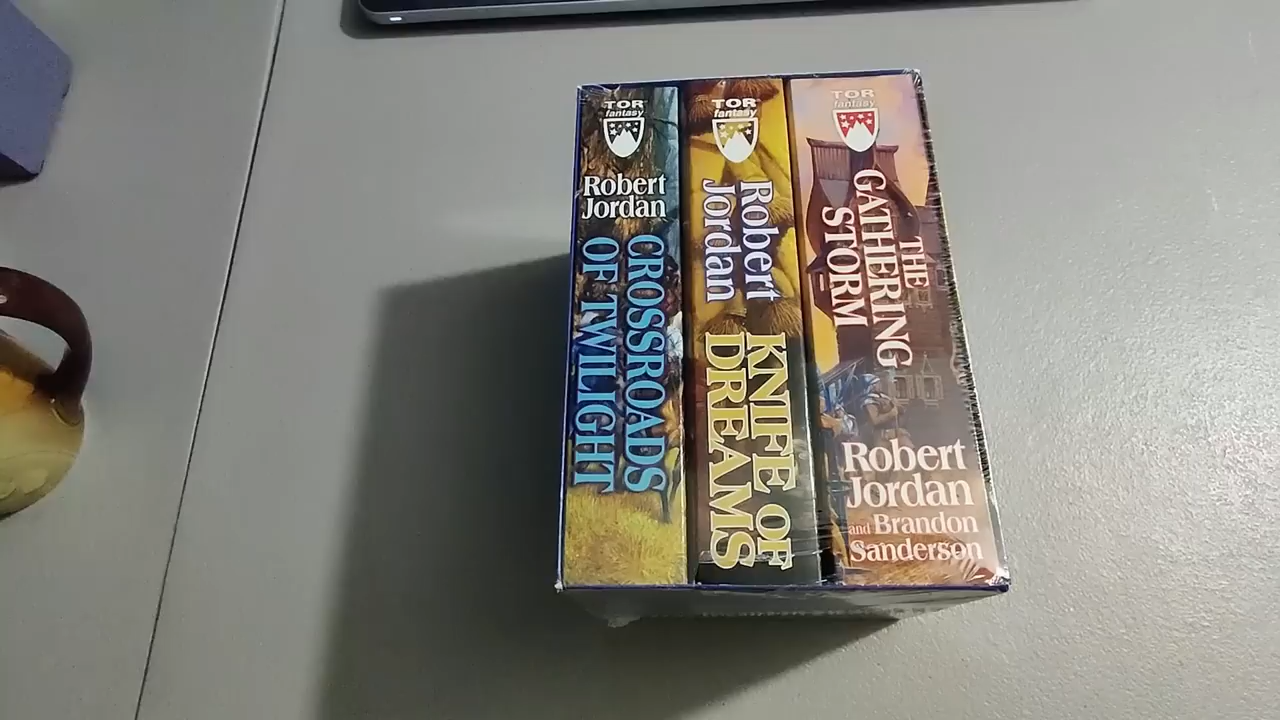 TOR
fantasy
Robert
Jordan
CROSSROADS
OF TWILIGHT
TOR
fantasy
Robert
Jordan
KNIFE OF
DREAMS
TOR
fantasy
THE
GATHERING
STORM
Robert
Jordan
and Brandon
Sanderson